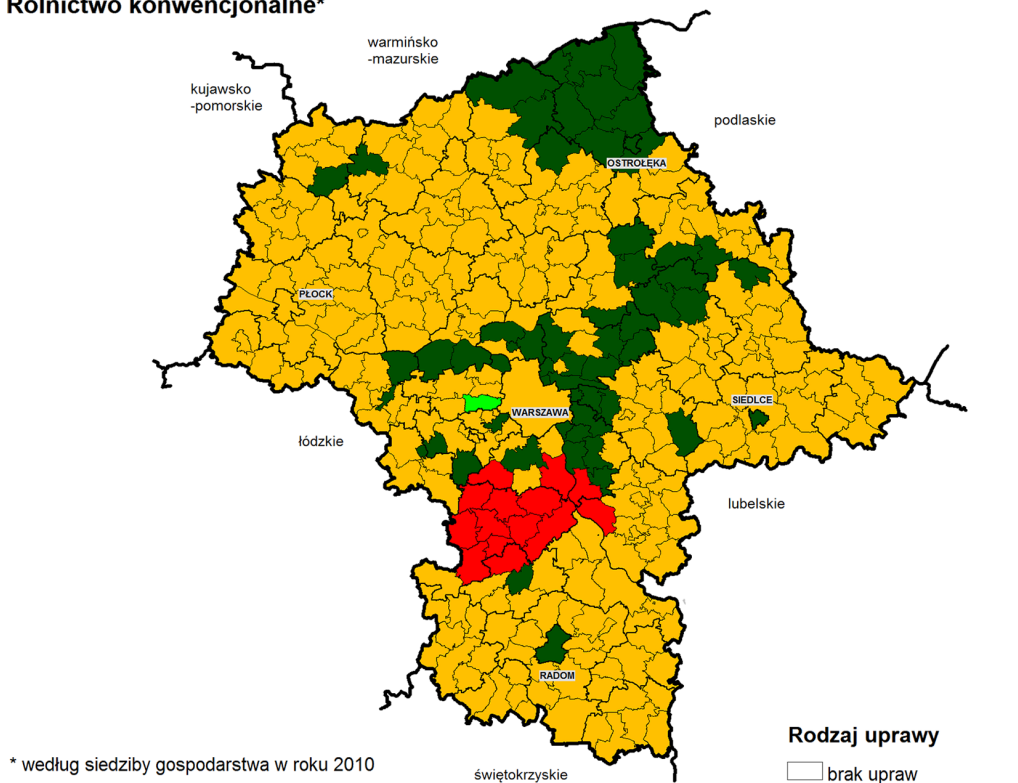 Rolnictwo konwencjonalne*
warmińsko
-mazurskie
kujawsko
-pomorskie
podlaskie
OSTROŁĘKA
PŁOCK
SIEDLCE
WARSZAWA
łódzkie
lubelskie
RADOM
Rodzaj uprawy
* według siedziby gospodarstwa w roku 2010
świętokrzyskie
brak upraw